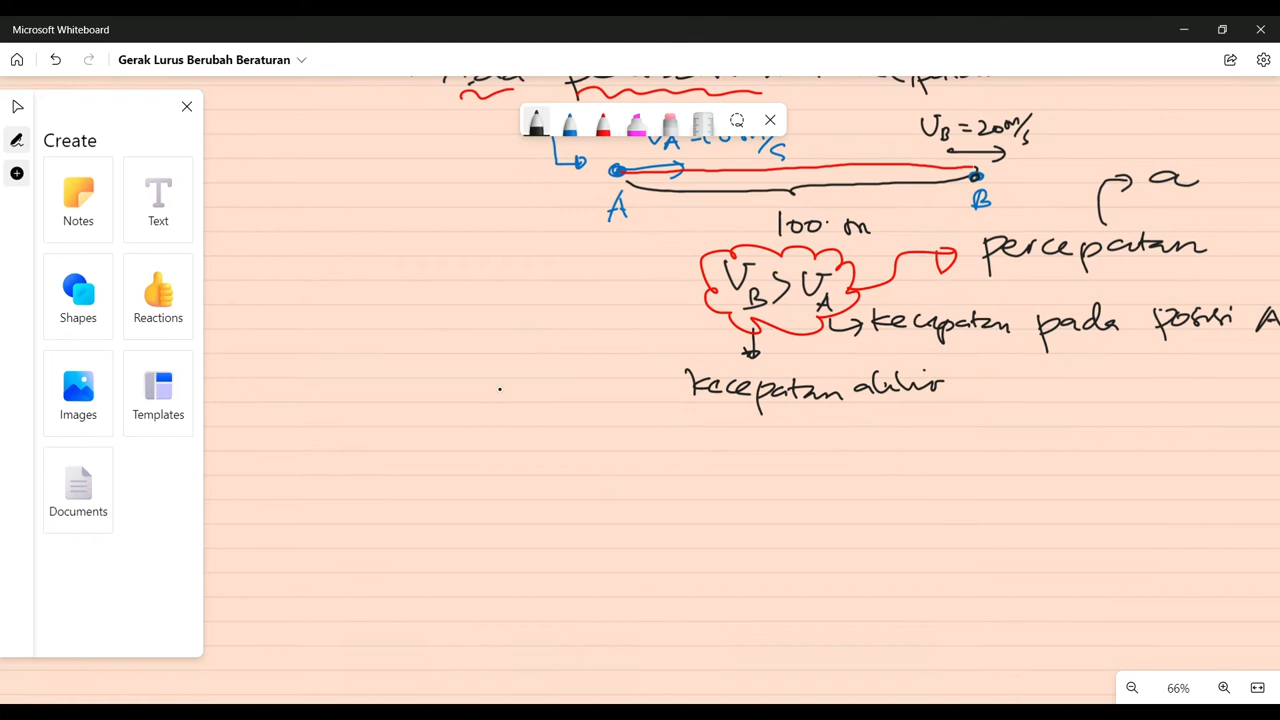 Microsoft Whiteboard
Gerak Lurus Berubah Beraturan
Create
Notes
Text
Shapes
Reactions
Images
Templates
Documents
V_B = 20 m/s
A
B
100 m
a
percepatan
V_B > V_A
kecepatan pada posisi A
kecepatan akhir
66%